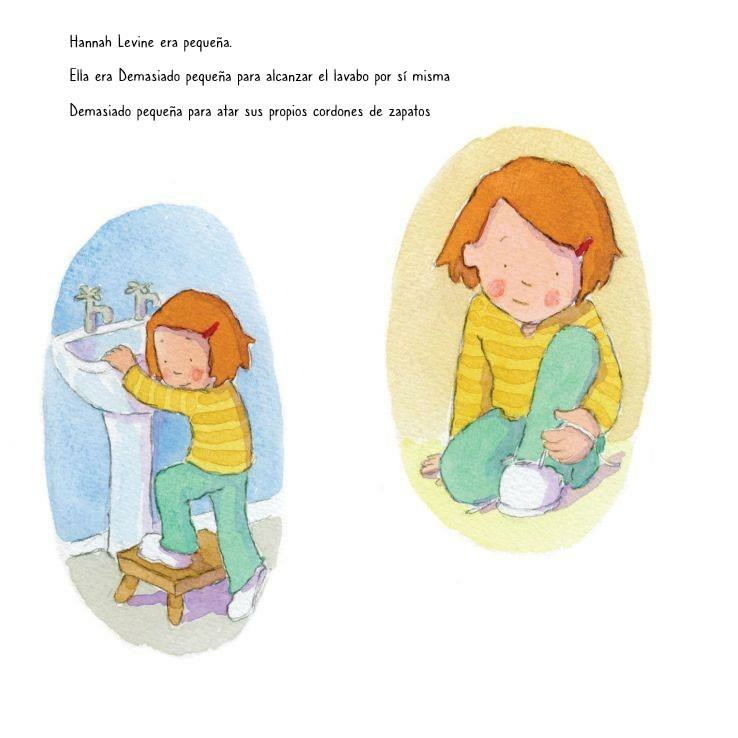 Hannah Levine era pequeña.
Ella era Demasiado pequeña para alcanzar el lavabo por sí misma
Demasiado pequeña para atar sus propios cordones de zapatos